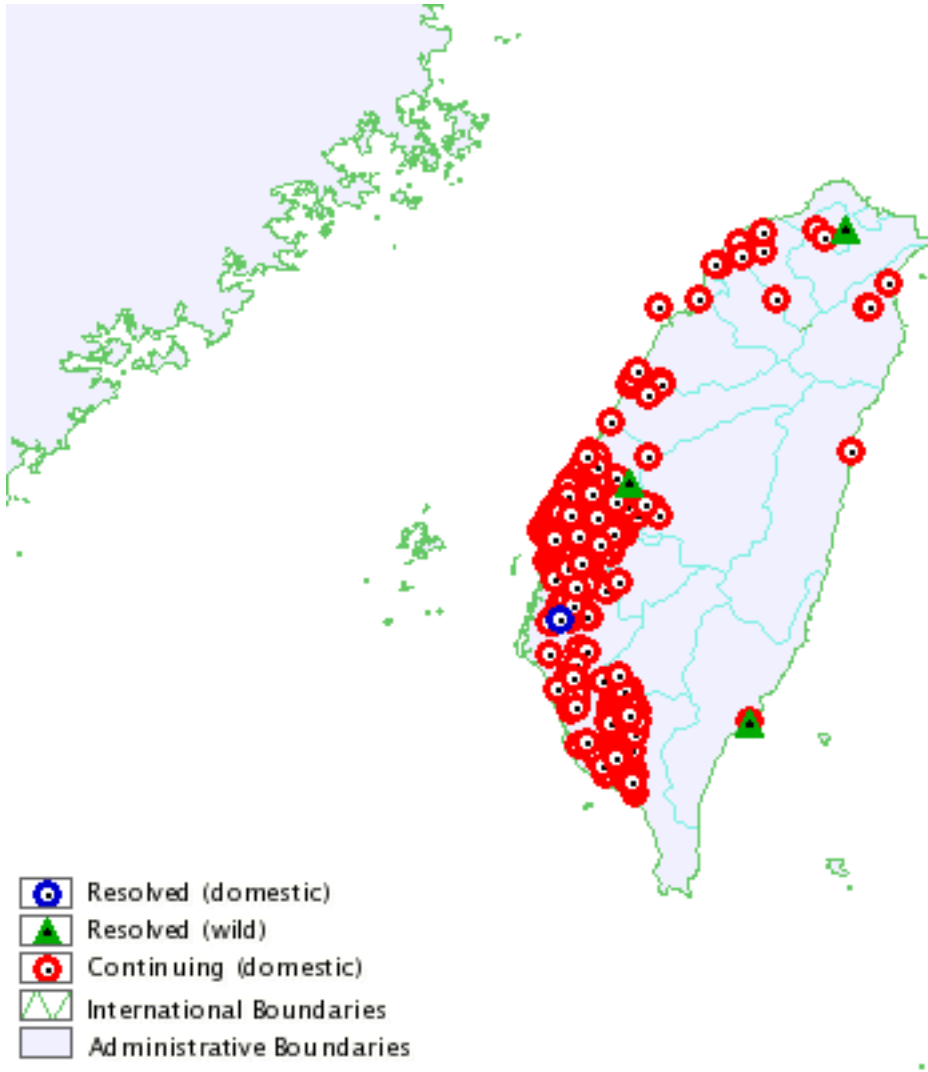 Resolved (domestic)
Resolved (wild)
Continuing (domestic)
International Boundaries
Administrative Boundaries